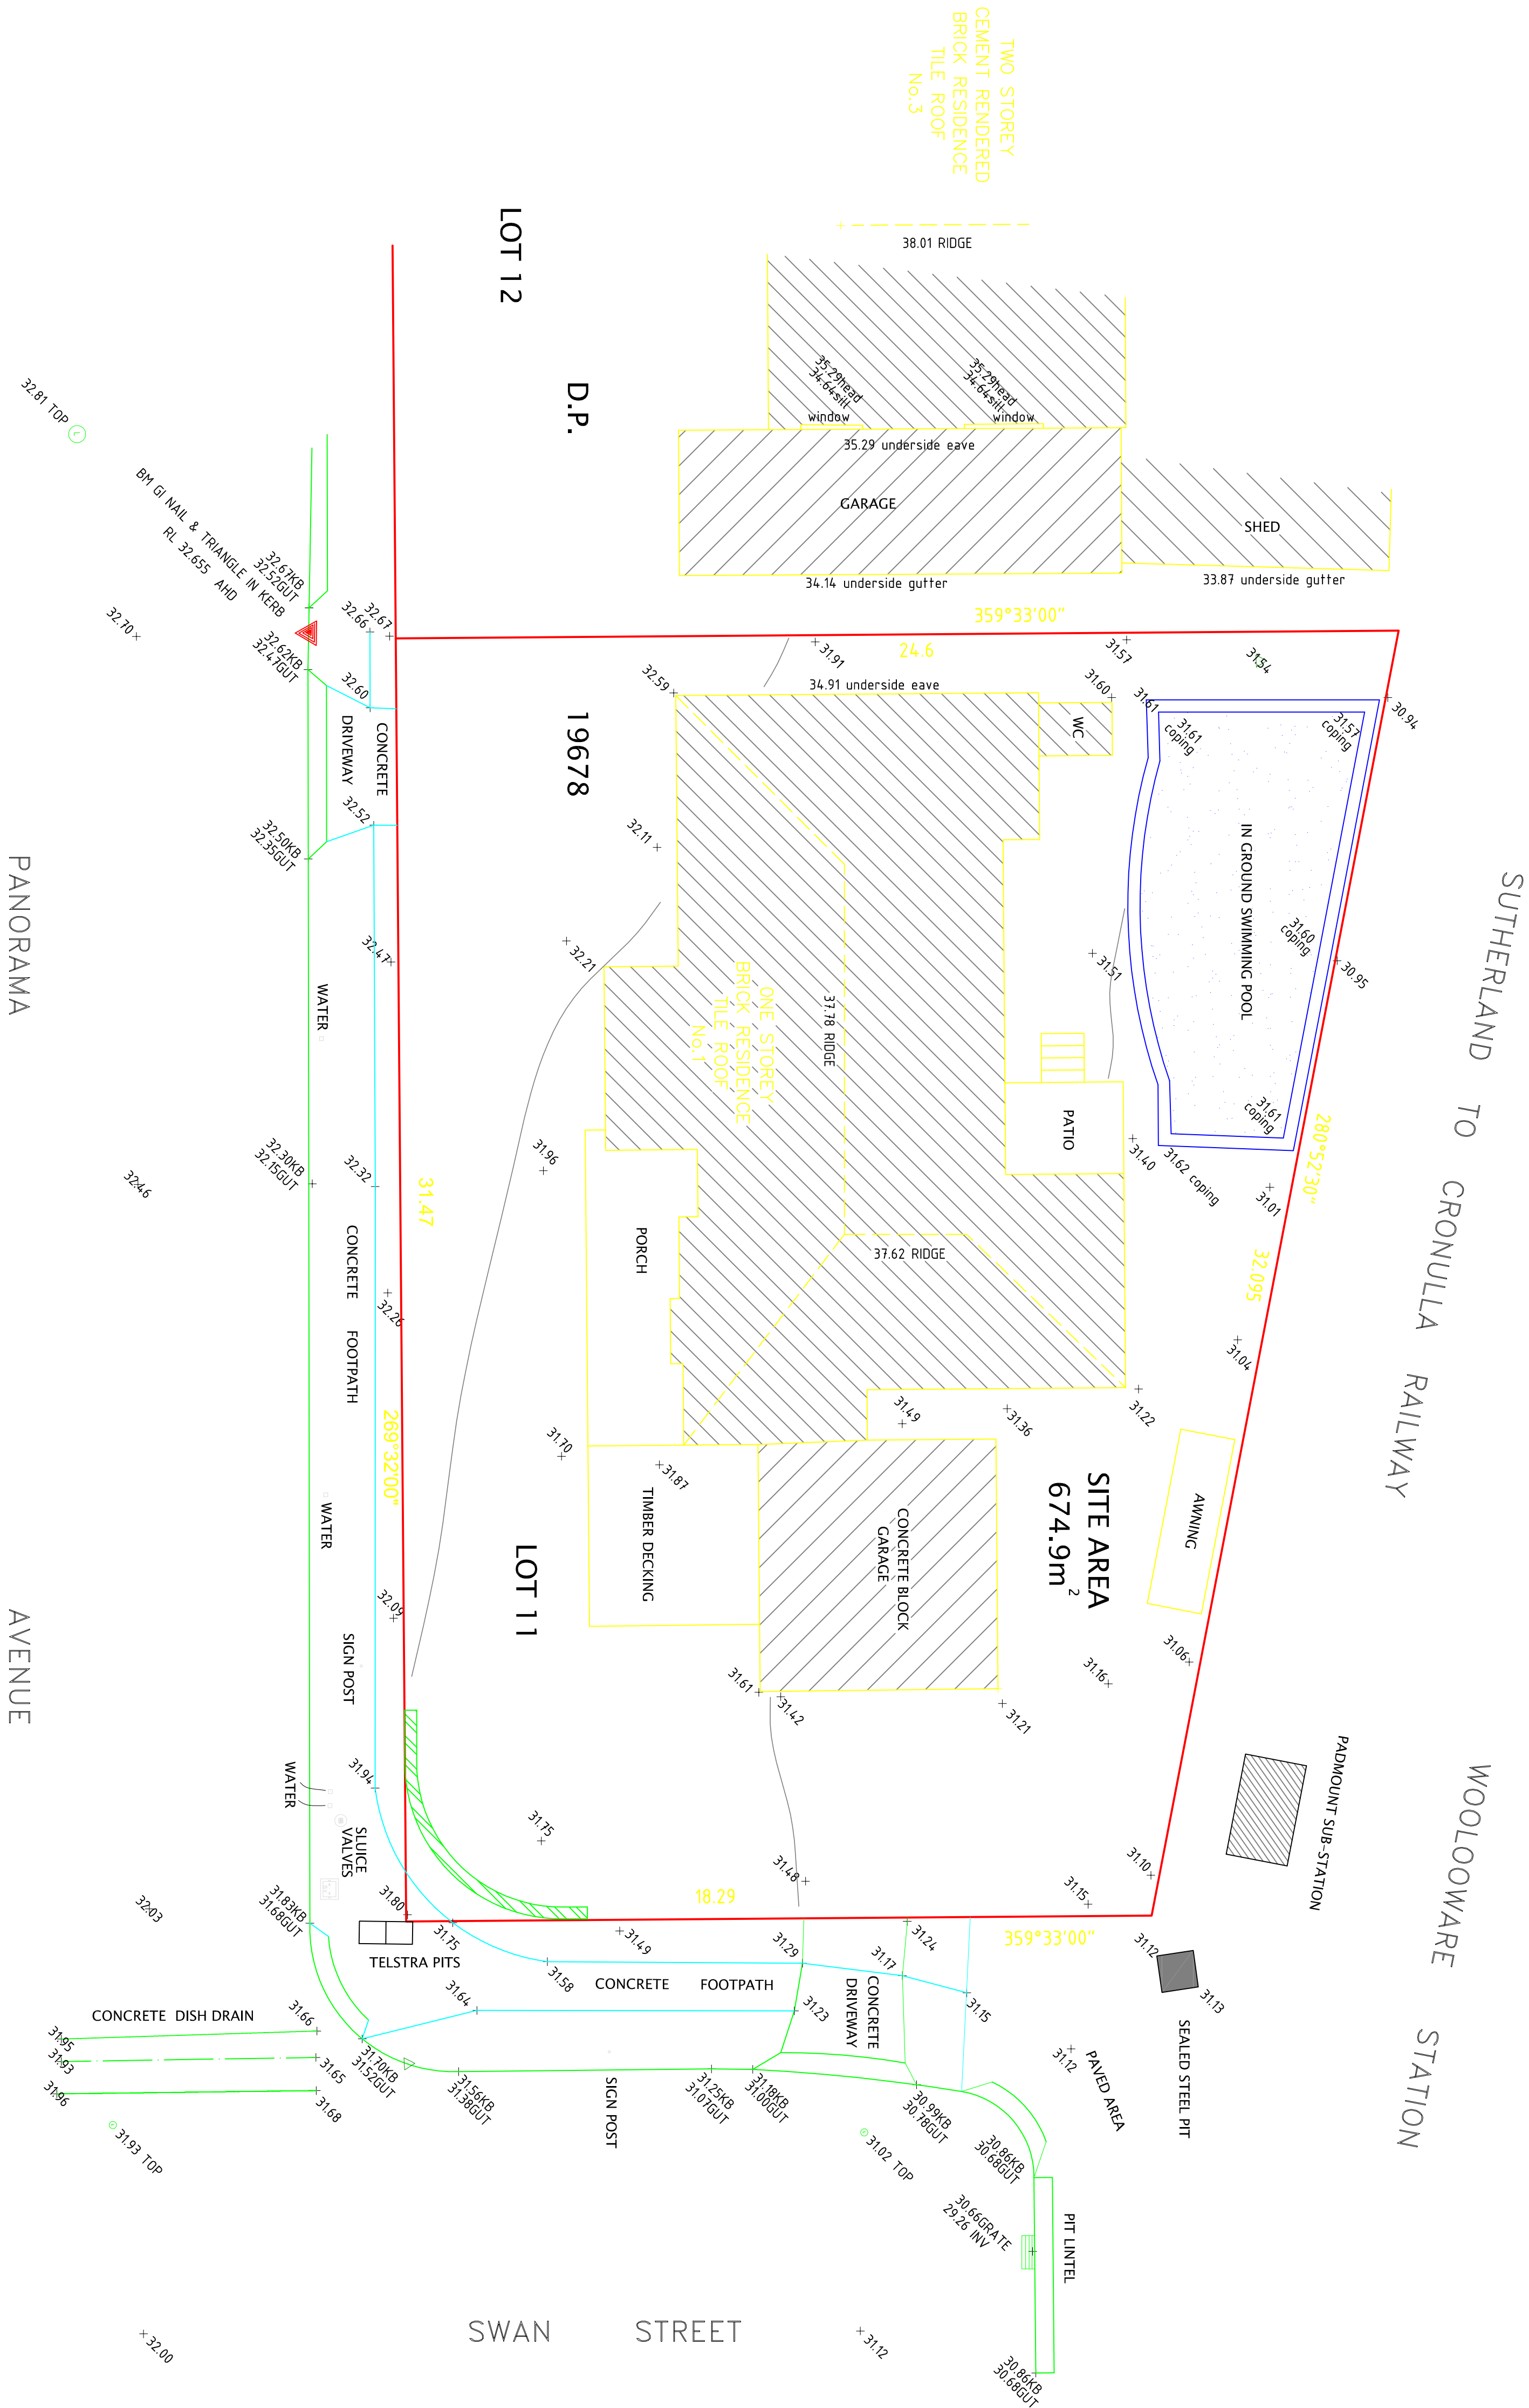 TWO STOREY
CEMENT RENDERED
BRICK RESIDENCE
TILE ROOF
No.3
38.01 RIDGE
LOT 12
D.P.
19678
35.29head
34.64sill
window
35.29head
34.64sill
window
35.29 underside eave
GARAGE
34.14 underside gutter
SHED
33.87 underside gutter
359°33'00"
24.6
32.81 TOP
L
BM GI NAIL & TRIANGLE IN KERB
RL 32.655 AHD
32.67KB
32.52GUT
32.66
32.67
32.70
32.62KB
32.47GUT
32.60
CONCRETE
DRIVEWAY
32.52
32.50KB
32.35GUT
32.59
34.91 underside eave
31.91
31.57
31.54
31.60
31.61
WC
31.61
coping
31.57
coping
30.94
IN GROUND SWIMMING POOL
31.60
coping
30.95
31.61
coping
31.62 coping
31.01
31.04
280°52'30"
32.095
SUTHERLAND TO CRONULLA RAILWAY
32.11
32.21
32.47
31.51
37.78 RIDGE
ONE STOREY
BRICK RESIDENCE
TILE ROOF
No.1
PATIO
31.40
PANORAMA
WATER
32.46
32.30KB
32.15GUT
32.32
31.47
31.96
PORCH
37.62 RIDGE
CONCRETE FOOTPATH
32.26
269°32'00"
31.70
31.87
31.49
31.36
31.22
TIMBER DECKING
CONCRETE BLOCK
GARAGE
SITE AREA
674.9m2
AWNING
LOT 11
WATER
32.09
SIGN POST
AVENUE
31.61
31.42
31.21
31.16
31.06
PADMOUNT SUB-STATION
WOOLOOWARE STATION
WATER
31.94
SLUICE
VALVES
31.75
31.48
31.10
31.15
18.29
359°33'00"
32.03
31.83KB
31.68GUT
31.80
31.75
TELSTRA PITS
31.49
31.58
CONCRETE FOOTPATH
31.29
31.24
31.17
31.12
31.13
31.15
CONCRETE
DRIVEWAY
SEALED STEEL PIT
31.64
31.23
CONCRETE DISH DRAIN
31.66
31.95
31.93
31.96
31.65
31.68
31.70KB
31.52GUT
31.56KB
31.38GUT
SIGN POST
31.25KB
31.07GUT
31.18KB
31.00GUT
30.99KB
30.78GUT
31.12
PAVED AREA
31.93 TOP
31.02 TOP
30.86KB
30.68GUT
30.66GRATE
29.26 INV
PIT LINTEL
SWAN STREET
32.00
31.12
30.86KB
30.68GUT